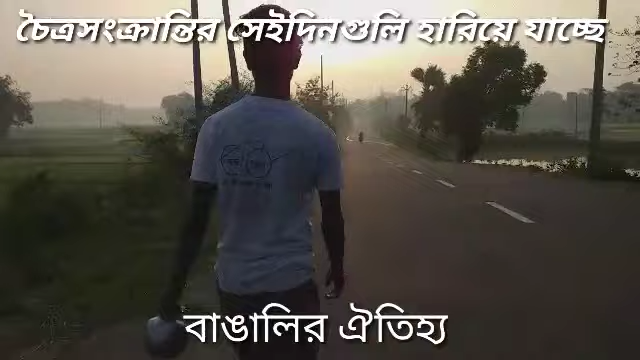 চৈত্রসংক্রান্তির সেইদিনগুলি হারিয়ে যাচ্ছে
বাঙালির ঐতিহ্য